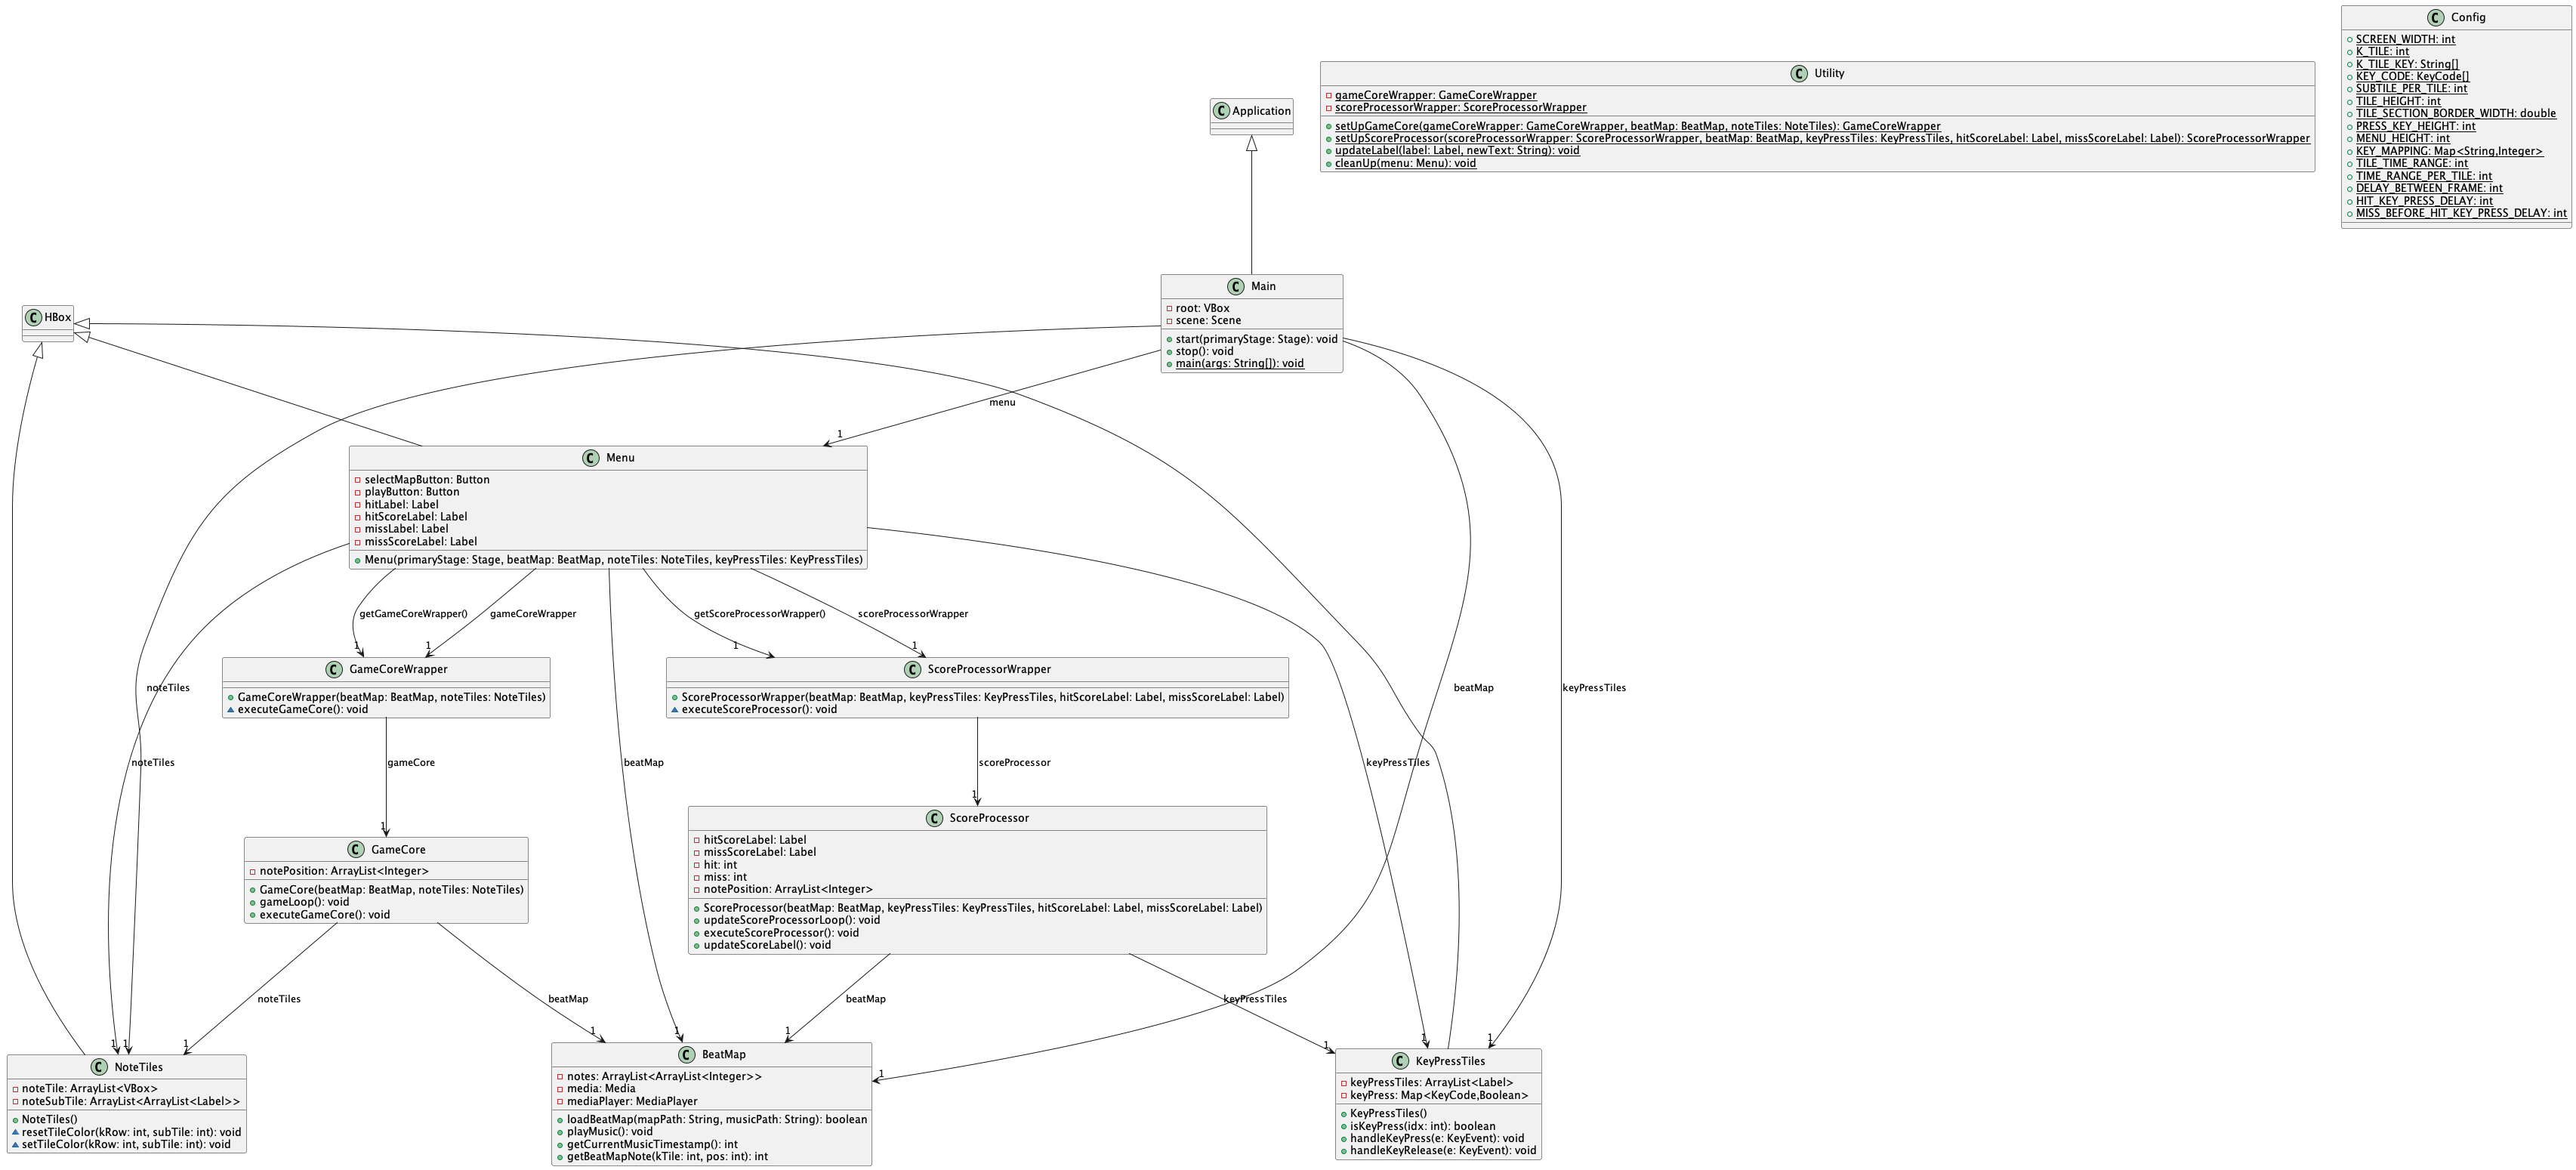 Config
SCREEN_WIDTH: int
K_TILE: int
K_TILE_KEY: String[]
KEY_CODE: KeyCode[]
SUBTILE_PER_TILE: int
TILE_HEIGHT: int
TILE_SECTION_BORDER_WIDTH: double
PRESS_KEY_HEIGHT: int
MENU_HEIGHT: int
KEY_MAPPING: Map<String,Integer>
TILE_TIME_RANGE: int
TIME_RANGE_PER_TILE: int
DELAY_BETWEEN_FRAME: int
HIT_KEY_PRESS_DELAY: int
MISS_BEFORE_HIT_KEY_PRESS_DELAY: int
Utility
gameCoreWrapper: GameCoreWrapper
scoreProcessorWrapper: ScoreProcessorWrapper
setUpGameCore(gameCoreWrapper: GameCoreWrapper, beatMap: BeatMap, noteTiles: NoteTiles): GameCoreWrapper
setUpScoreProcessor(scoreProcessorWrapper: ScoreProcessorWrapper, beatMap: BeatMap, keyPressTiles: KeyPressTiles, hitScoreLabel: Label, missScoreLabel: Label): ScoreProcessorWrapper
updateLabel(label: Label, newText: String): void
cleanUp(menu: Menu): void
Application
Main
root: VBox
scene: Scene
start(primaryStage: Stage): void
stop(): void
main(args: String[]): void
HBox
menu
1
Menu
selectMapButton: Button
playButton: Button
hitLabel: Label
hitScoreLabel: Label
missLabel: Label
missScoreLabel: Label
Menu(primaryStage: Stage, beatMap: BeatMap, noteTiles: NoteTiles, keyPressTiles: KeyPressTiles)
getGameCoreWrapper()
gameCoreWrapper
getScoreProcessorWrapper()
scoreProcessorWrapper
1
1
1
1
noteTiles
beatMap
keyPressTiles
GameCoreWrapper
GameCoreWrapper(beatMap: BeatMap, noteTiles: NoteTiles)
executeGameCore(): void
ScoreProcessorWrapper
ScoreProcessorWrapper(beatMap: BeatMap, keyPressTiles: KeyPressTiles, hitScoreLabel: Label, missScoreLabel: Label)
executeScoreProcessor(): void
noteTiles
gameCore
beatMap
scoreProcessor
keyPressTiles
1
1
GameCore
notePosition: ArrayList<Integer>
GameCore(beatMap: BeatMap, noteTiles: NoteTiles)
gameLoop(): void
executeGameCore(): void
ScoreProcessor
hitScoreLabel: Label
missScoreLabel: Label
hit: int
miss: int
notePosition: ArrayList<Integer>
ScoreProcessor(beatMap: BeatMap, keyPressTiles: KeyPressTiles, hitScoreLabel: Label, missScoreLabel: Label)
updateScoreProcessorLoop(): void
executeScoreProcessor(): void
updateScoreLabel(): void
noteTiles
beatMap
beatMap
keyPressTiles
1
1
1
1
1
1
1
1
1
1
NoteTiles
noteTile: ArrayList<VBox>
noteSubTile: ArrayList<ArrayList<Label>>
NoteTiles()
resetTileColor(kRow: int, subTile: int): void
setTileColor(kRow: int, subTile: int): void
BeatMap
notes: ArrayList<ArrayList<Integer>>
media: Media
mediaPlayer: MediaPlayer
loadBeatMap(mapPath: String, musicPath: String): boolean
playMusic(): void
getCurrentMusicTimestamp(): int
getBeatMapNote(kTile: int, pos: int): int
KeyPressTiles
keyPressTiles: ArrayList<Label>
keyPress: Map<KeyCode,Boolean>
KeyPressTiles()
isKeyPress(idx: int): boolean
handleKeyPress(e: KeyEvent): void
handleKeyRelease(e: KeyEvent): void